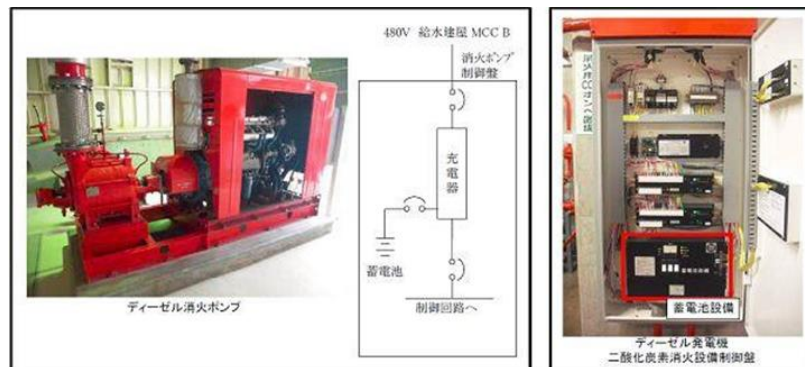 480V 給水建屋 MCC B
消火ポンプ
制御盤
充電器
蓄電池
制御回路へ
ディーゼル消火ポンプ
蓄電池設備
ディーゼル発電機
二酸化炭素消火設備制御盤